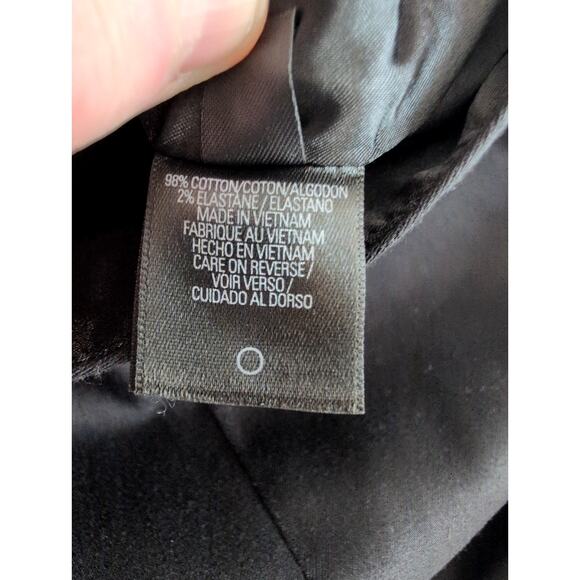 98% COTTON/COTON/ALGODON
2% ELASTANE/ELASTANO
MADE IN VIETNAM
FABRIQUE AU VIETNAM
HECHO EN VIETNAM
CARE ON REVERSE/
VOIR VERSO/
CUIDADO AL DORSO